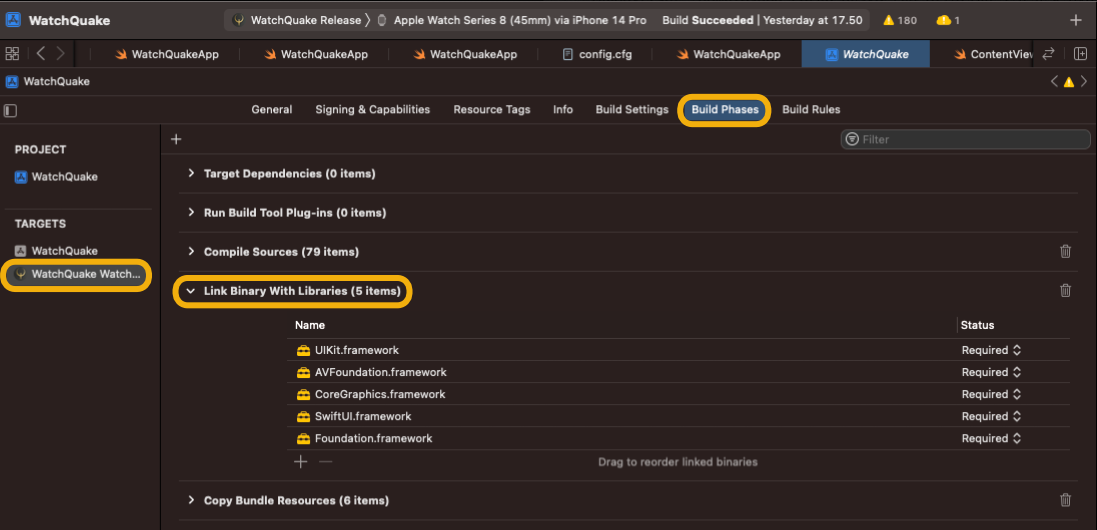 WatchQuake
WatchQuake Release 〉 Apple Watch Series 8 (45mm) via iPhone 14 Pro Build Succeeded | Yesterday at 17.50 180 1
WatchQuakeApp WatchQuakeApp WatchQuakeApp config.cfg WatchQuakeApp WatchQuake ContentView
WatchQuake
General Signing & Capabilities Resource Tags Info Build Settings Build Phases Build Rules
Filter
PROJECT
WatchQuake
TARGETS
WatchQuake
WatchQuake Watch...
Target Dependencies (0 items)
Run Build Tool Plug-ins (0 items)
Compile Sources (79 items)
Link Binary With Libraries (5 items)
Name Status
UIKit.framework Required
AVFoundation.framework Required
CoreGraphics.framework Required
SwiftUI.framework Required
Foundation.framework Required
Drag to reorder linked binaries
Copy Bundle Resources (6 items)